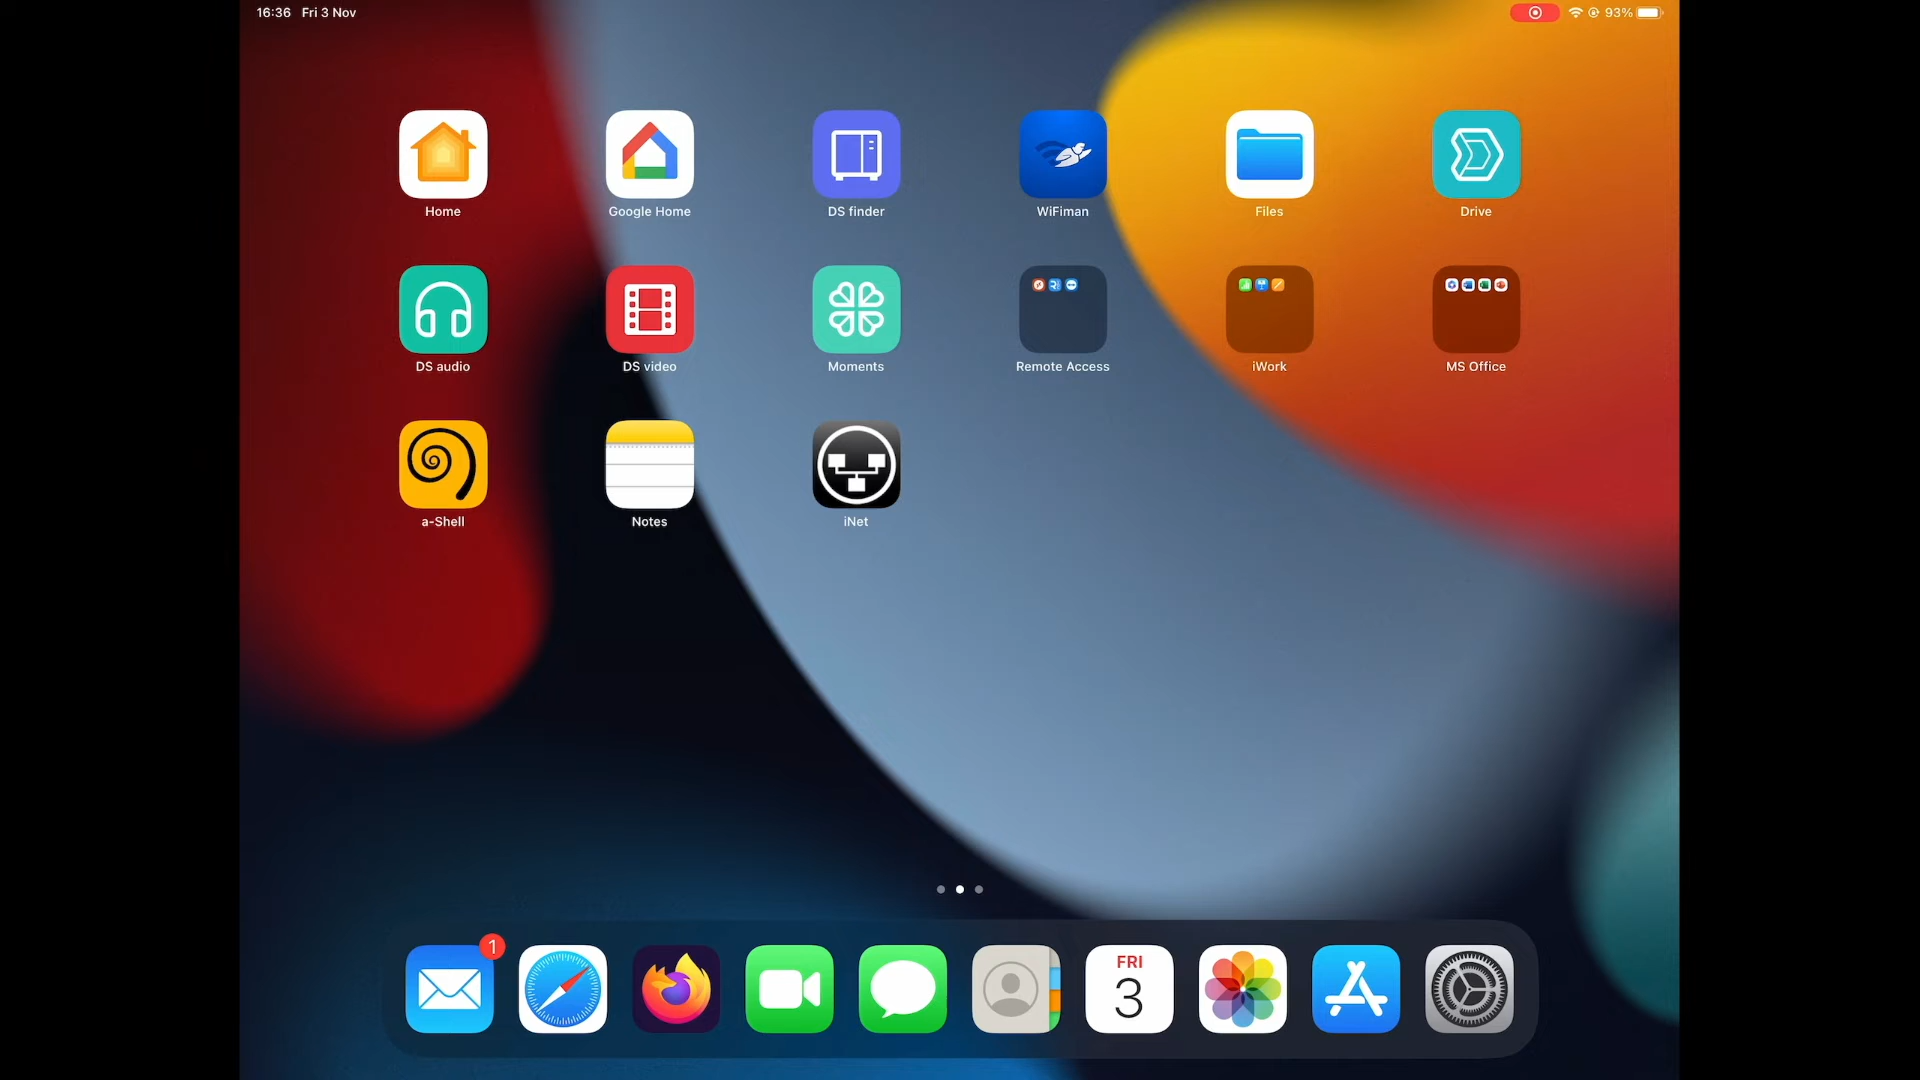 16:36 Fri 3 Nov 93%
Home Google Home DS finder WiFiman Files Drive
DS audio DS video Moments Remote Access iWork MS Office
a-Shell Notes iNet
1
FRI
3